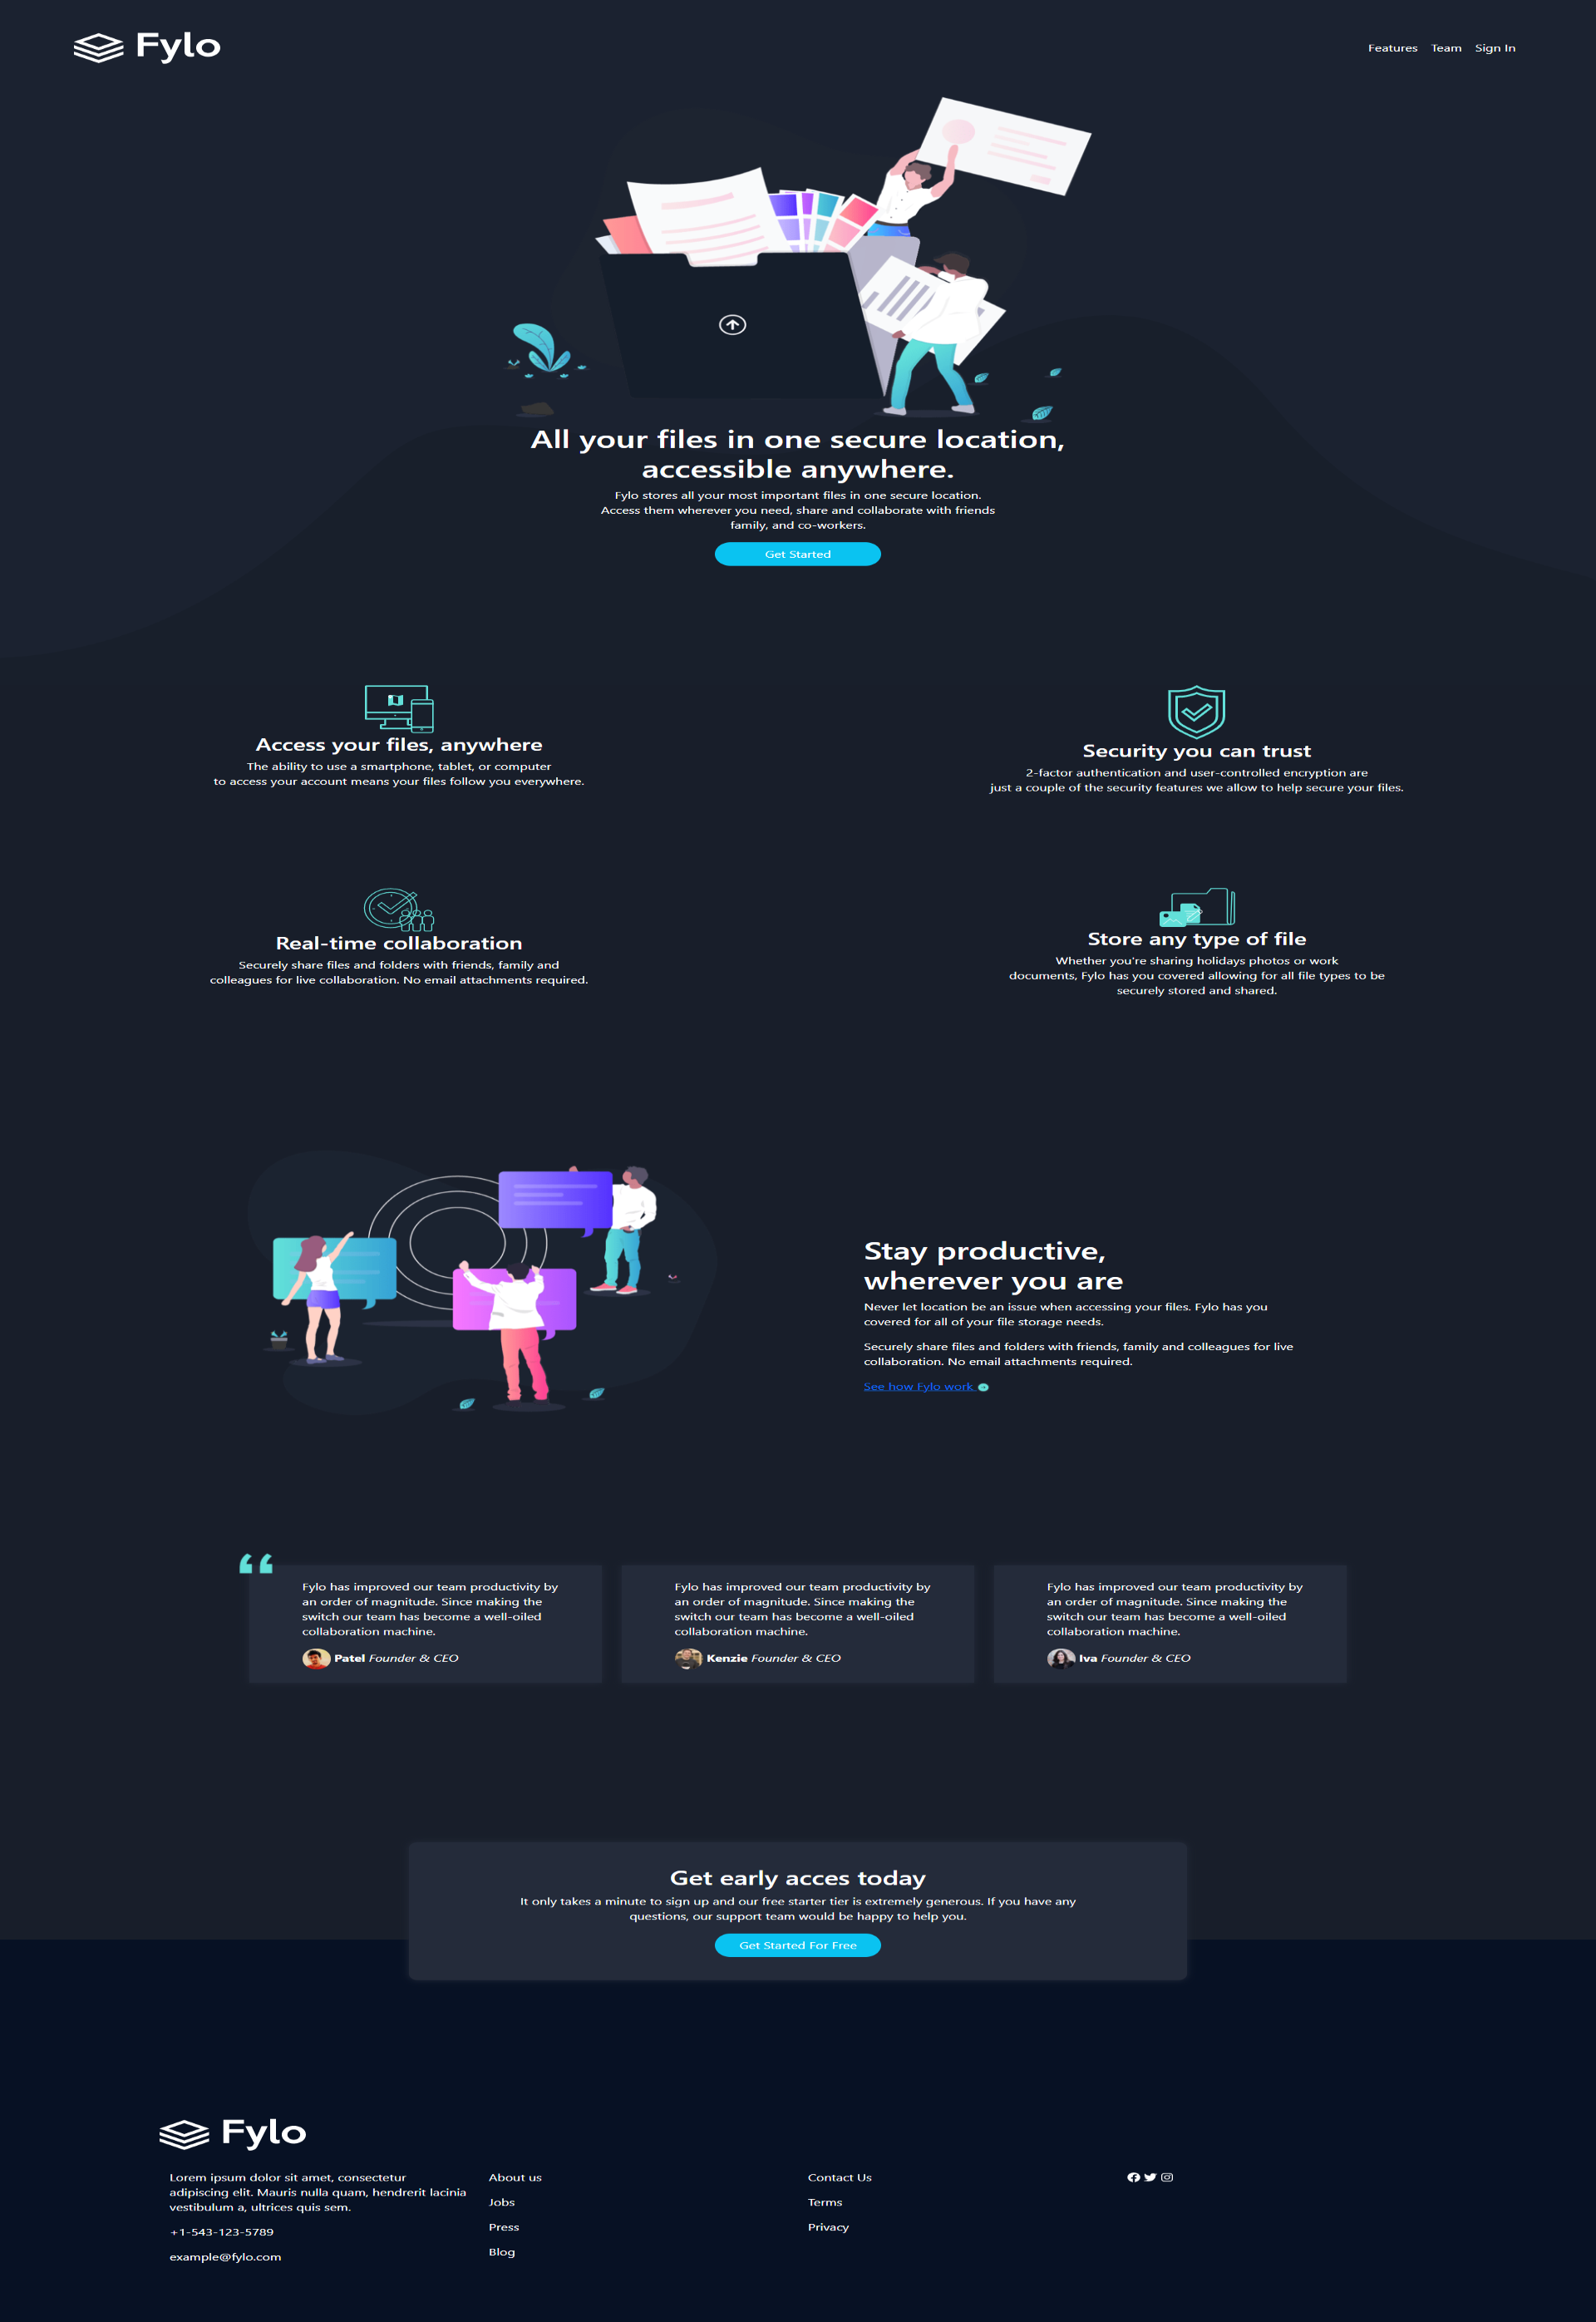 Fylo
Features Team Sign In
All your files in one secure location,
accessible anywhere.
Fylo stores all your most important files in one secure location.
Access them wherever you need, share and collaborate with friends
family, and co-workers.
Get Started
Access your files, anywhere
The ability to use a smartphone, tablet, or computer
to access your account means your files follow you everywhere.
Security you can trust
2-factor authentication and user-controlled encryption are
just a couple of the security features we allow to help secure your files.
Real-time collaboration
Securely share files and folders with friends, family and
colleagues for live collaboration. No email attachments required.
Store any type of file
Whether you're sharing holidays photos or work
documents, Fylo has you covered allowing for all file types to be
securely stored and shared.
Stay productive,
wherever you are
Never let location be an issue when accessing your files. Fylo has you
covered for all of your file storage needs.
Securely share files and folders with friends, family and colleagues for live
collaboration. No email attachments required.
See how Fylo work
Fylo has improved our team productivity by
an order of magnitude. Since making the
switch our team has become a well-oiled
collaboration machine.
Patel Founder & CEO
Fylo has improved our team productivity by
an order of magnitude. Since making the
switch our team has become a well-oiled
collaboration machine.
Kenzie Founder & CEO
Fylo has improved our team productivity by
an order of magnitude. Since making the
switch our team has become a well-oiled
collaboration machine.
Iva Founder & CEO
Get early acces today
It only takes a minute to sign up and our free starter tier is extremely generous. If you have any
questions, our support team would be happy to help you.
Get Started For Free
Fylo
Lorem ipsum dolor sit amet, consectetur
adipiscing elit. Mauris nulla quam, hendrerit lacinia
vestibulum a, ultrices quis sem.
+1-543-123-5789
example@fylo.com
About us
Jobs
Press
Blog
Contact Us
Terms
Privacy